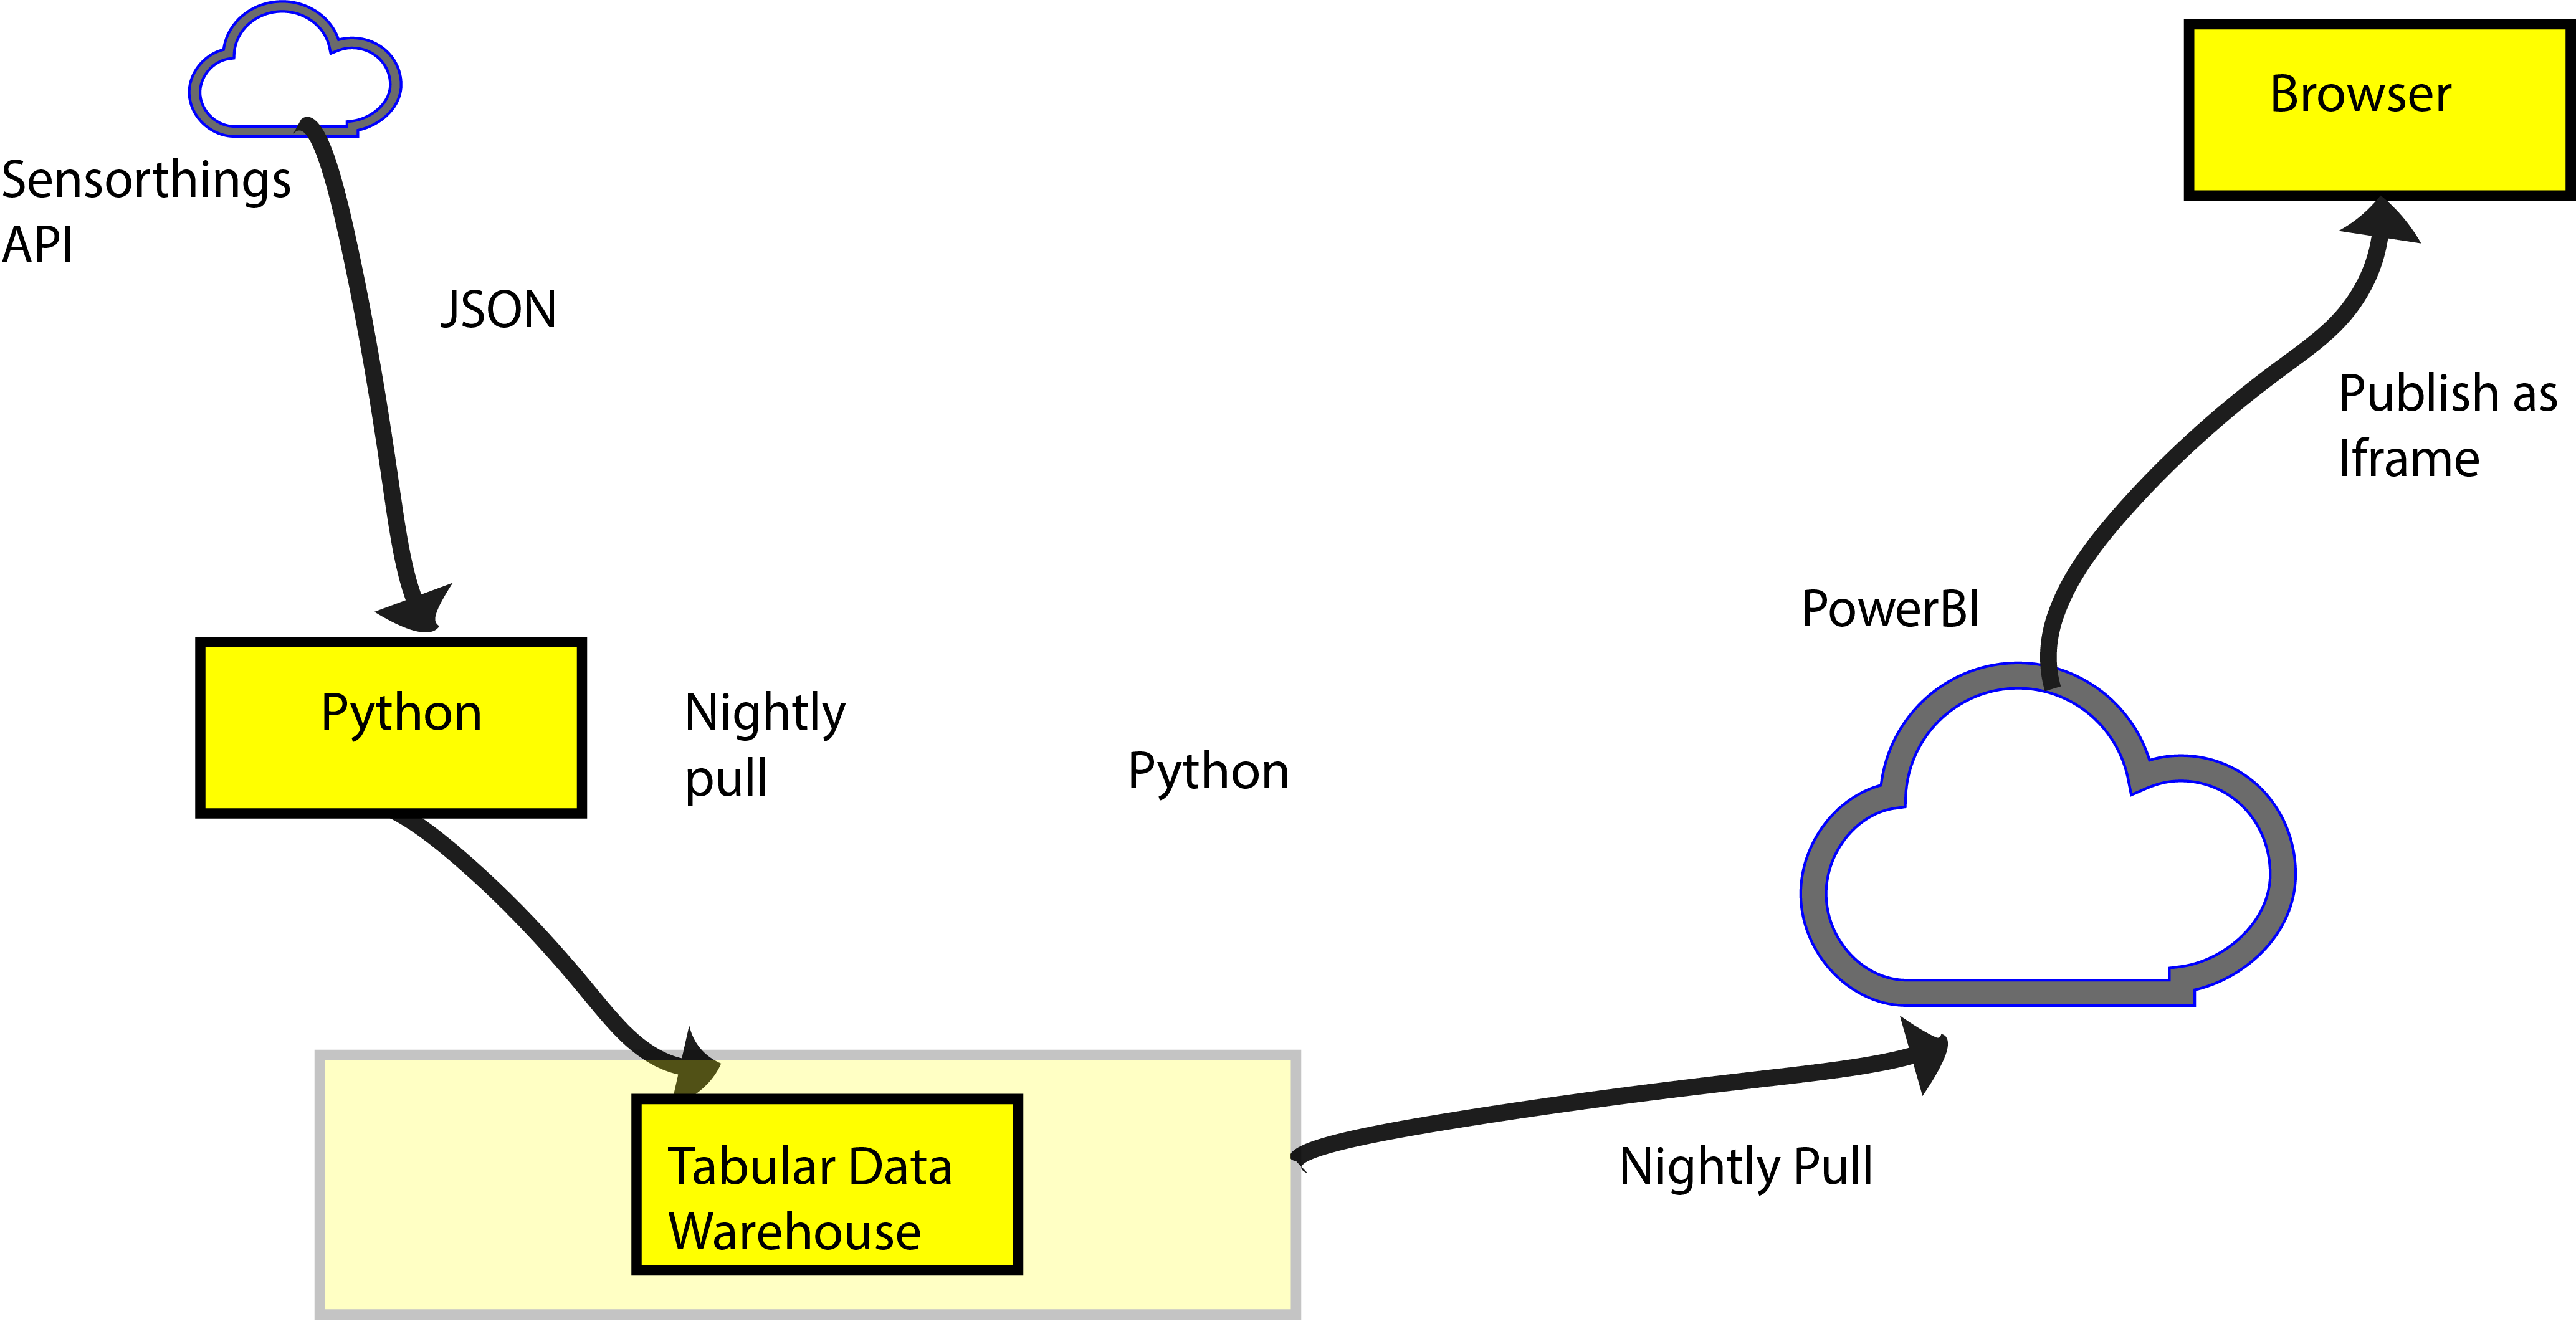 Sensorthings
API
JSON
Python
Nightly
pull
Python
Tabular Data
Warehouse
Nightly Pull
PowerBI
Publish as
Iframe
Browser